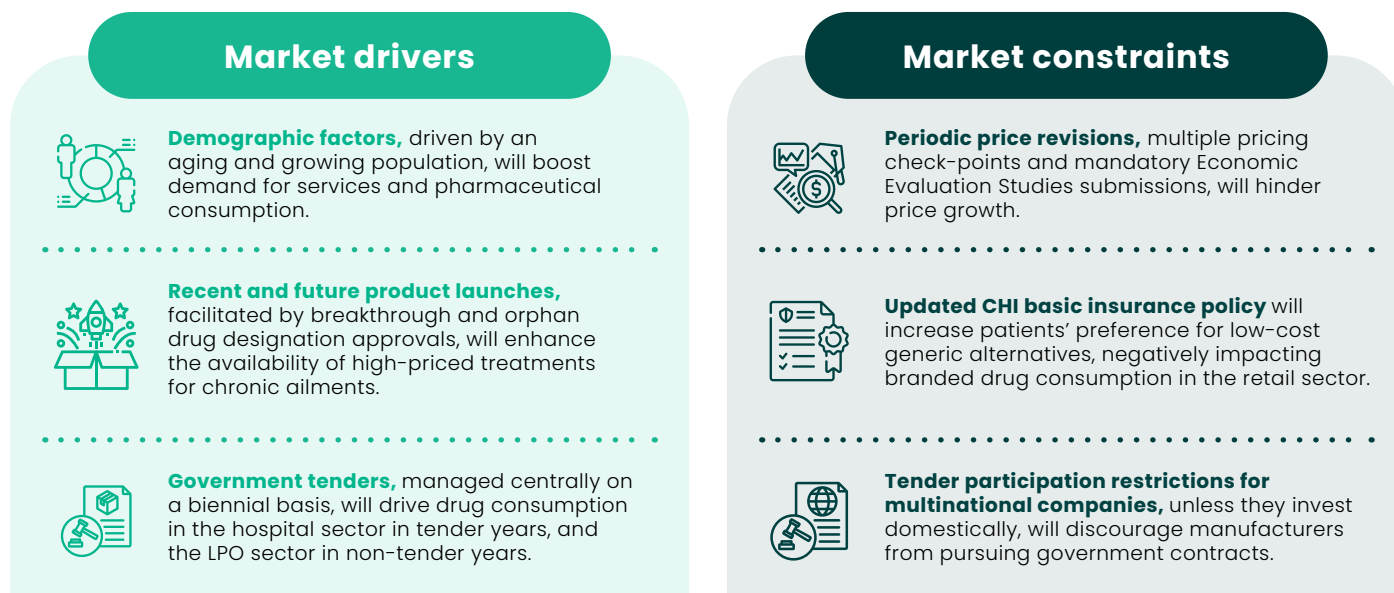 Market drivers
Demographic factors, driven by an
aging and growing population, will boost
demand for services and pharmaceutical
consumption.
Recent and future product launches,
facilitated by breakthrough and orphan
drug designation approvals, will enhance
the availability of high-priced treatments
for chronic ailments.
Government tenders, managed centrally on
a biennial basis, will drive drug consumption
in the hospital sector in tender years, and
the LPO sector in non-tender years.
Market constraints
Periodic price revisions, multiple pricing
check-points and mandatory Economic
Evaluation Studies submissions, will hinder
price growth.
Updated CHI basic insurance policy will
increase patients’ preference for low-cost
generic alternatives, negatively impacting
branded drug consumption in the retail sector.
Tender participation restrictions for
multinational companies, unless they invest
domestically, will discourage manufacturers
from pursuing government contracts.